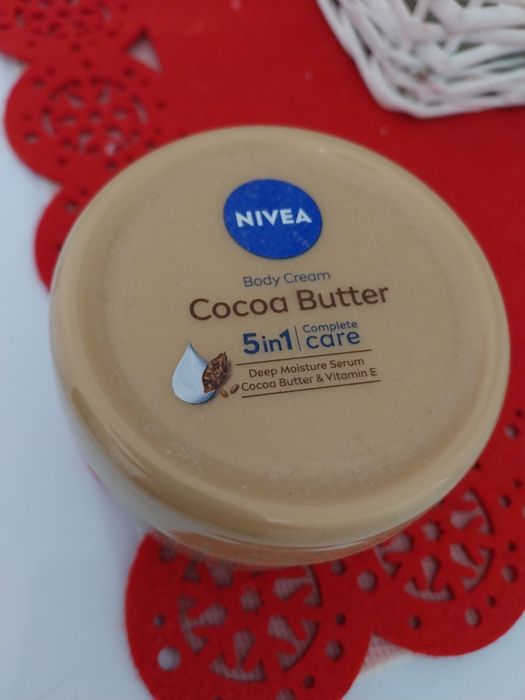 NIVEA
Body Cream
Cocoa Butter
5in1 Complete care
Deep Moisture Serum
Cocoa Butter & Vitamin E